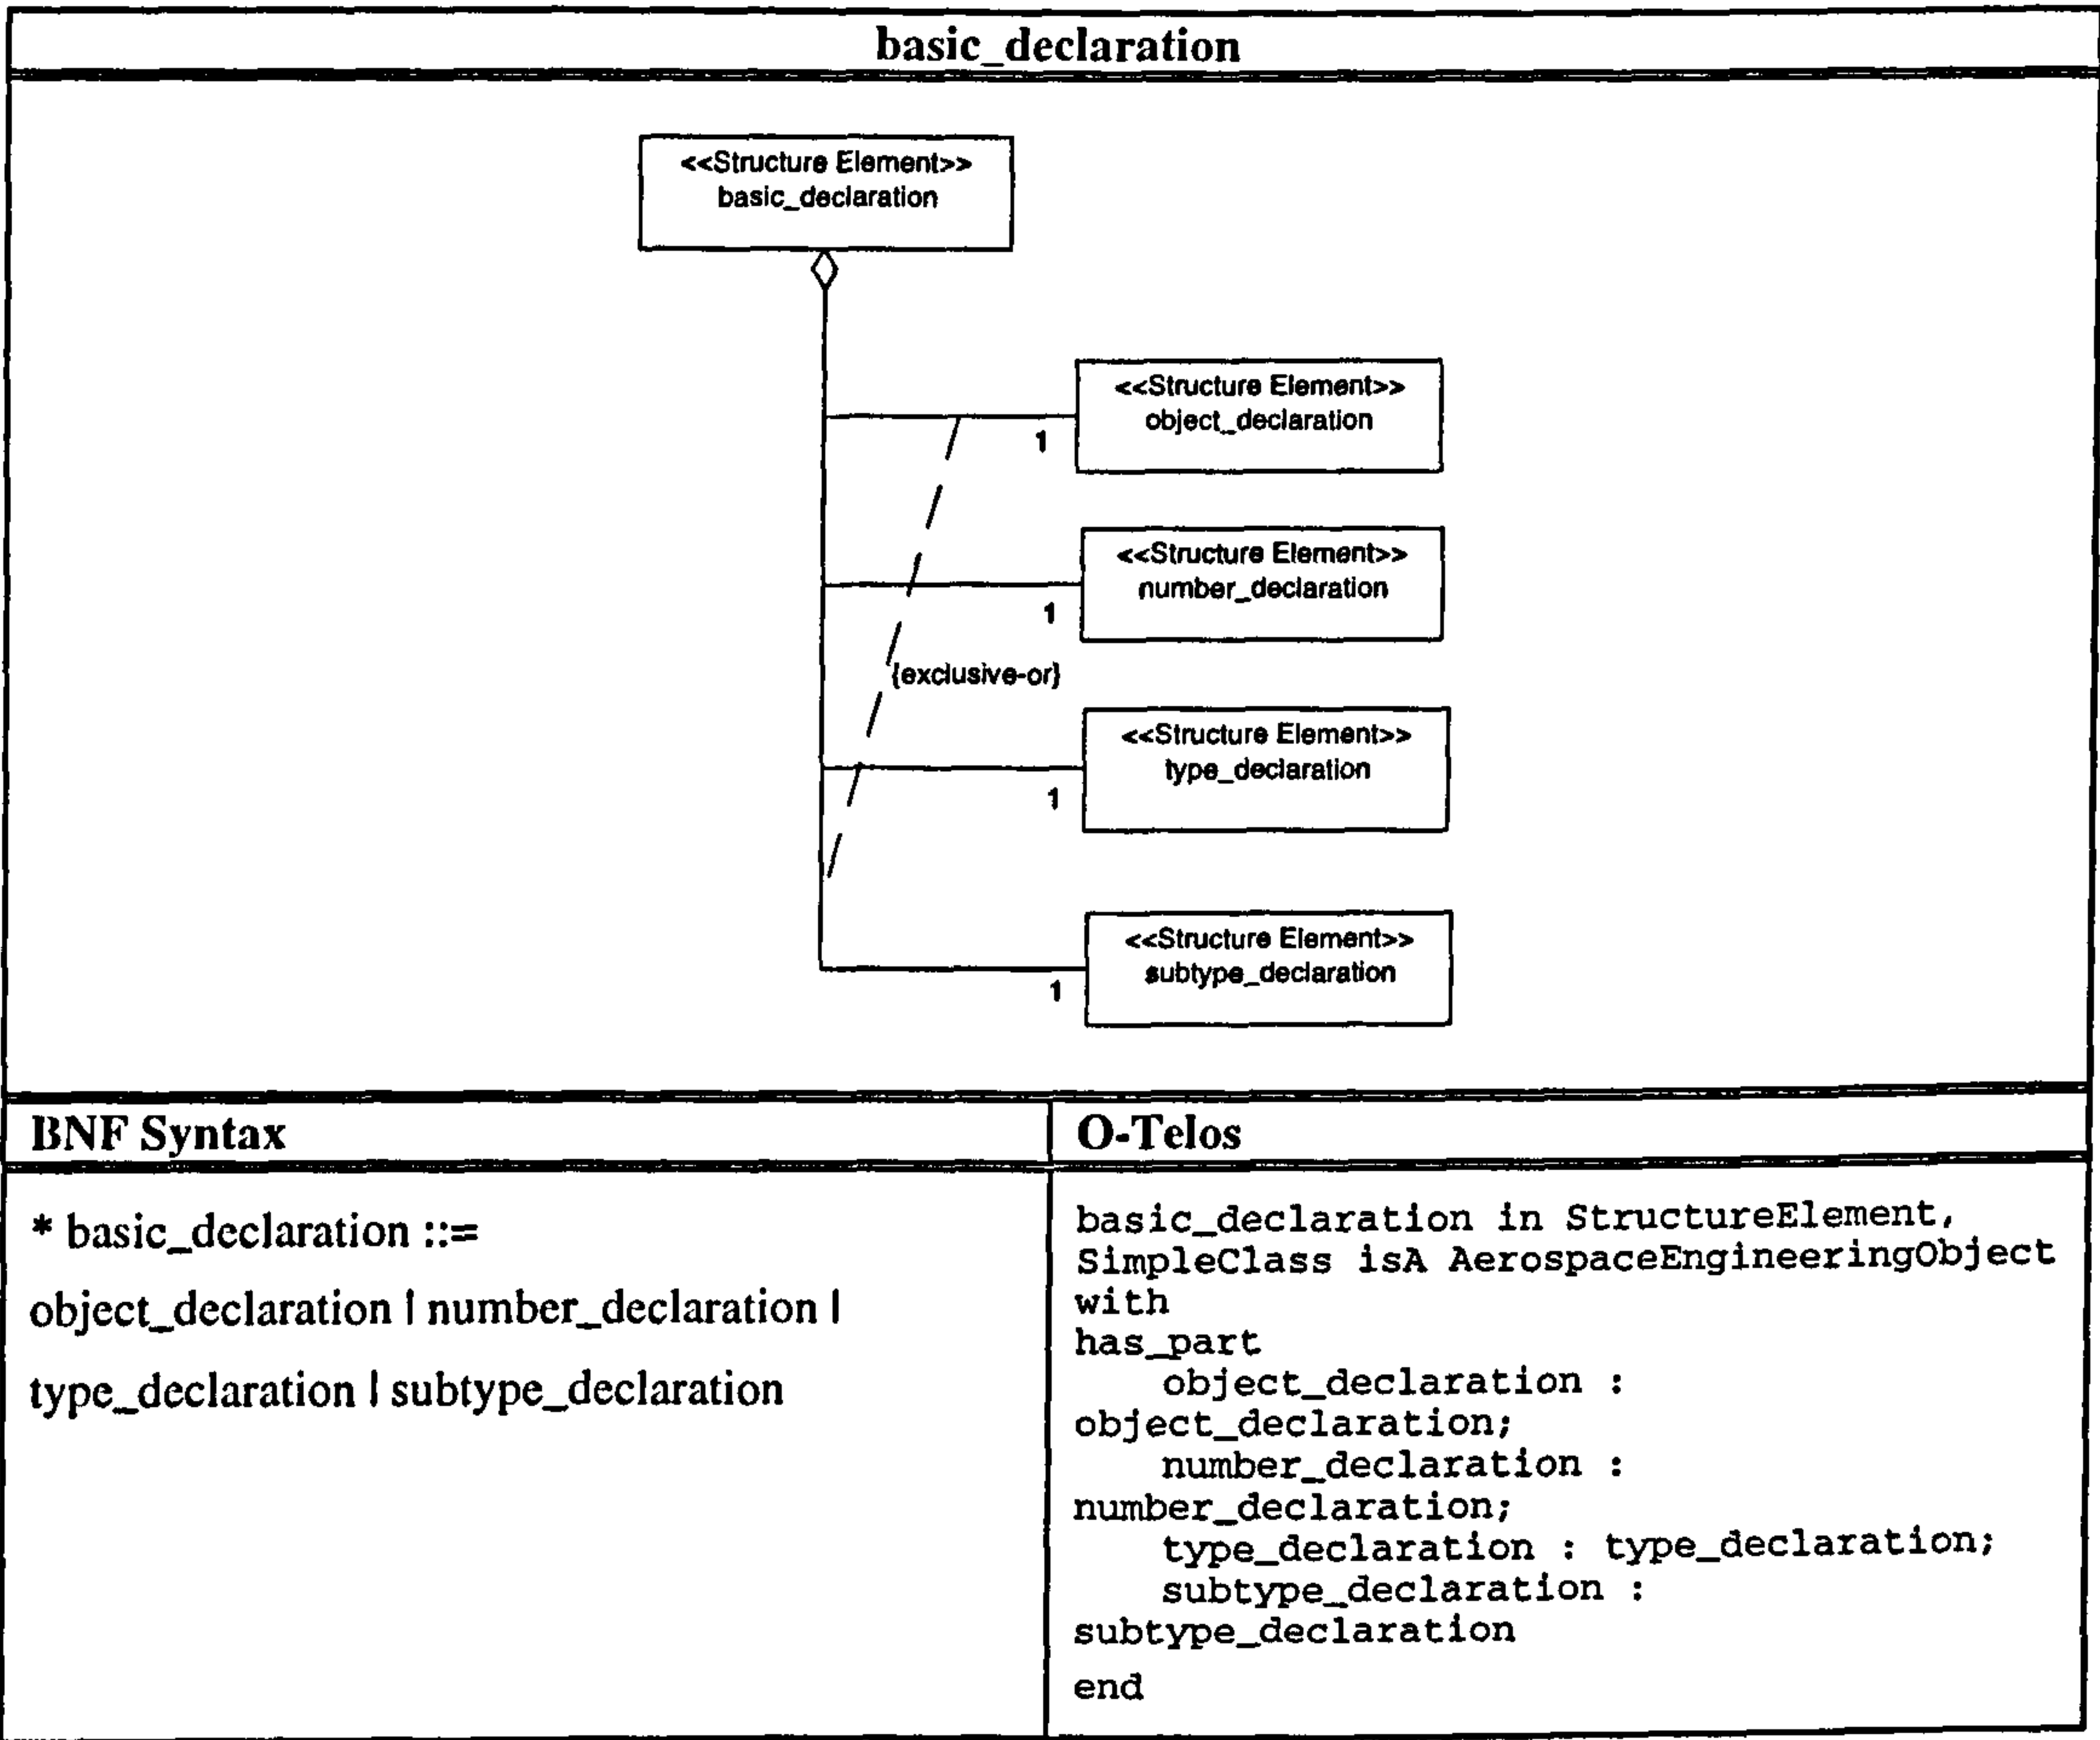 basic_declaration
<<Structure Element>>
basic_declaration
<<Structure Element>>
object_declaration
1
<<Structure Element>>
number_declaration
1
{exclusive-or}
<<Structure Element>>
type_declaration
1
<<Structure Element>>
subtype_declaration
1
BNF Syntax
* basic_declaration ::=
object_declaration | number_declaration |
type_declaration | subtype_declaration
O-Telos
basic_declaration in StructureElement,
SimpleClass isA AerospaceEngineeringObject
with
has_part
object_declaration :
object_declaration;
number_declaration :
number_declaration;
type_declaration : type_declaration;
subtype_declaration :
subtype_declaration
end